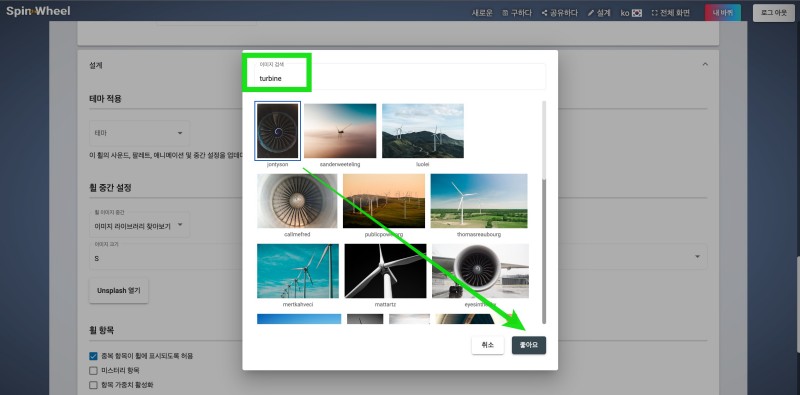 Spin Wheel
새로운
구하다
공유하다
설계
ko
전체 화면
내 바퀴
로그 아웃
설계
테마 적용
테마
이 휠의 사운드, 팔레트, 애니메이션 및 중간 설정을 업데
휠 중간 설정
휠 이미지 중간
이미지 라이브러리 찾아보기
이미지 크기
S
Unsplash 열기
휠 항목
중복 항목이 휠에 표시되도록 허용
미스터리 항목
항목 가중치 활성화
이미지 검색
turbine
jontyson
sanderweeteling
luolei
callmefred
publicpowerorg
thomasreaubourg
mertkahveci
mattartz
취소
좋아요